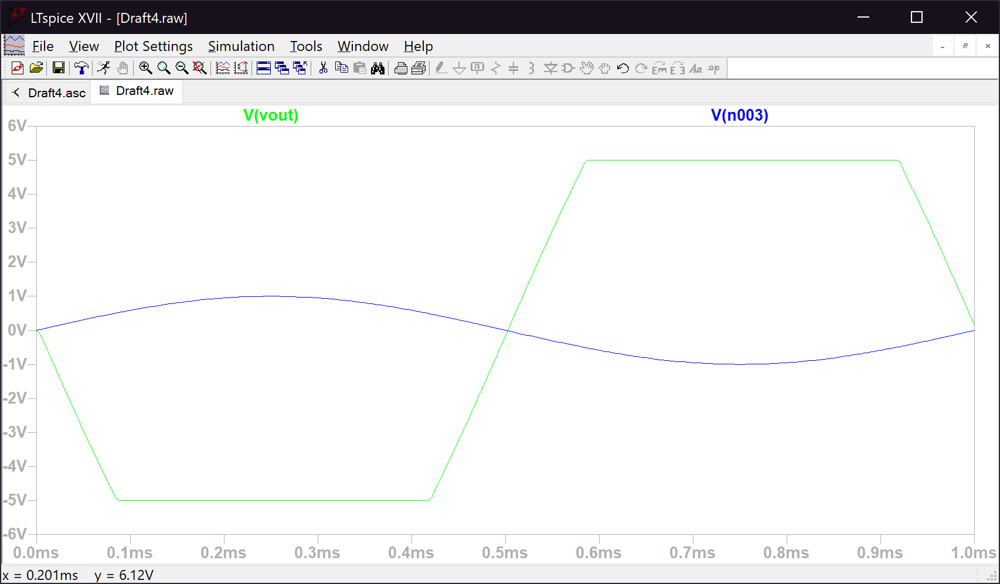 LTspice XVII - [Draft4.raw]
File View Plot Settings Simulation Tools Window Help
Draft4.asc Draft4.raw
V(vout) V(n003)
6V
5V
4V
3V
2V
1V
0V
-1V
-2V
-3V
-4V
-5V
-6V
0.0ms 0.1ms 0.2ms 0.3ms 0.4ms 0.5ms 0.6ms 0.7ms 0.8ms 0.9ms 1.0ms
x = 0.201ms y = 6.12V